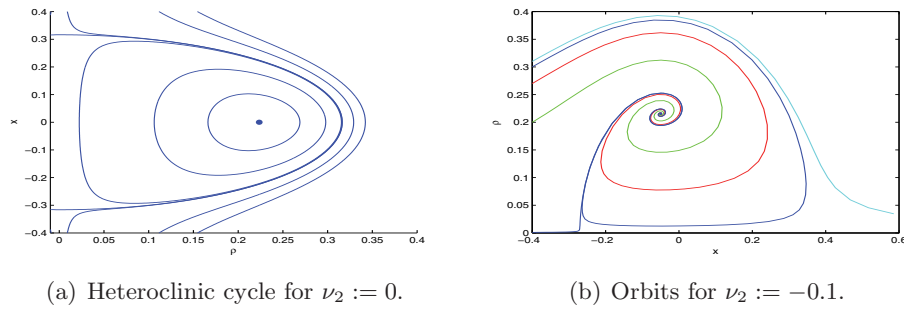 0.4
0.3
0.2
0.1
0
-0.1
-0.2
-0.3
-0.4
x
0 0.05 0.1 0.15 0.2 0.25 0.3 0.35 0.4
ρ
(a) Heteroclinic cycle for ν₂ := 0.
0.4
0.35
0.3
0.25
0.2
0.15
0.1
0.05
0
ρ
-0.4 -0.2 0 0.2 0.4 0.6
x
(b) Orbits for ν₂ := −0.1.